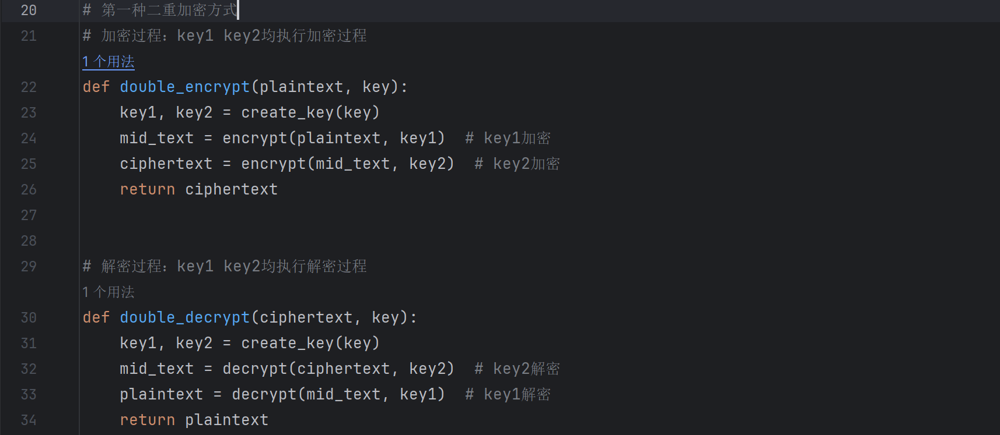 20 # 第一种二重加密方式
21 # 加密过程：key1 key2均执行加密过程
1 个用法
22 def double_encrypt(plaintext, key):
23 key1, key2 = create_key(key)
24 mid_text = encrypt(plaintext, key1)  # key1加密
25 ciphertext = encrypt(mid_text, key2)  # key2加密
26 return ciphertext
27
28
29 # 解密过程：key1 key2均执行解密过程
1 个用法
30 def double_decrypt(ciphertext, key):
31 key1, key2 = create_key(key)
32 mid_text = decrypt(ciphertext, key2)  # key2解密
33 plaintext = decrypt(mid_text, key1)  # key1解密
34 return plaintext